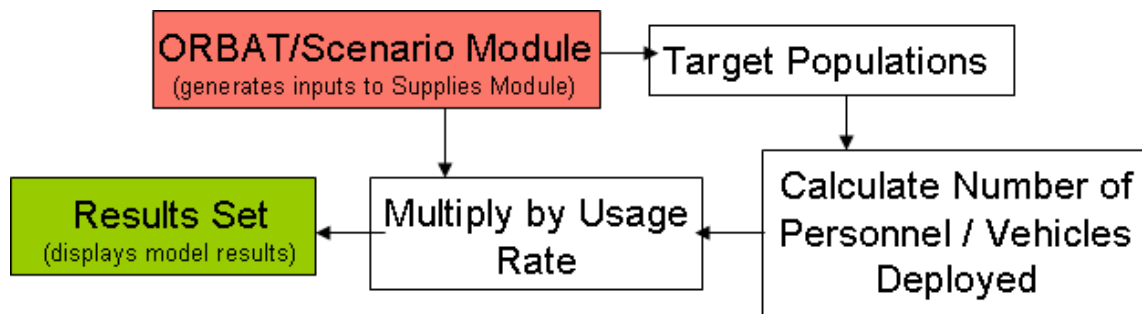 ORBAT/Scenario Module
(generates inputs to Supplies Module)
Target Populations
Results Set
(displays model results)
Multiply by Usage
Rate
Calculate Number of
Personnel / Vehicles
Deployed